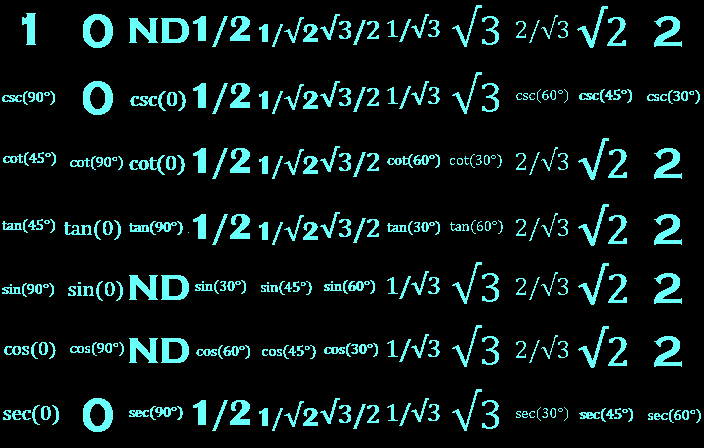 1 0 ND 1/2 1/√2 √3/2 1/√3 √3 2/√3 √2 2
csc(90°) 0 csc(0) 1/2 1/√2 √3/2 1/√3 √3 csc(60°) csc(45°) csc(30°)
cot(45°) cot(90°) cot(0) 1/2 1/√2 √3/2 cot(60°) cot(30°) 2/√3 √2 2
tan(45°) tan(0) tan(90°) 1/2 1/√2 √3/2 tan(30°) tan(60°) 2/√3 √2 2
sin(90°) sin(0) ND sin(30°) sin(45°) sin(60°) 1/√3 √3 2/√3 √2 2
cos(0) cos(90°) ND cos(60°) cos(45°) cos(30°) 1/√3 √3 2/√3 √2 2
sec(0) 0 sec(90°) 1/2 1/√2 √3/2 1/√3 √3 sec(30°) sec(45°) sec(60°)